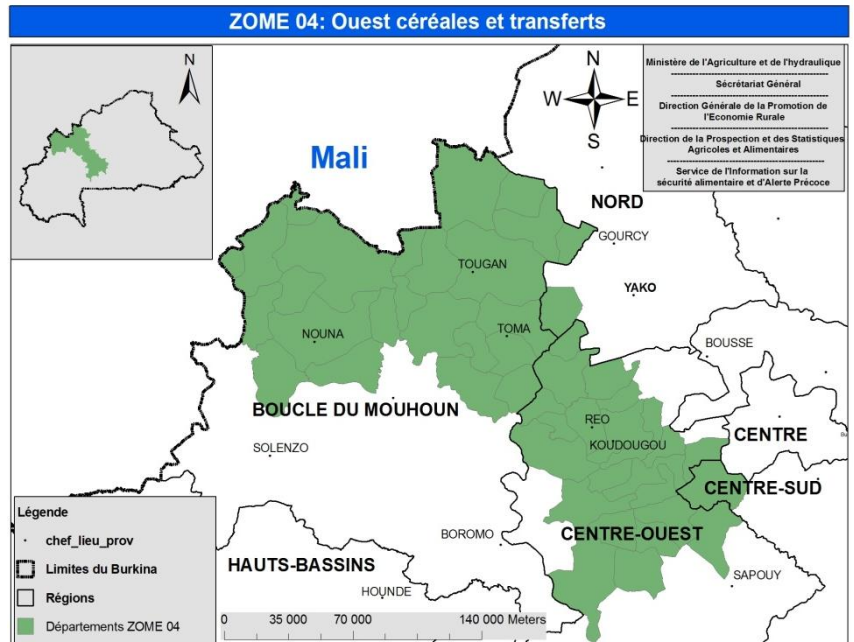 ZOME 04: Ouest céréales et transferts
N
N
W E
S
Ministère de l'Agriculture et de l'hydraulique
Sécrétariat Général
Direction Générale de la Promotion de
l'Economie Rurale
Direction de la Prospection et des Statistiques
Agricoles et Alimentaires
Service de l'Information sur la
sécurité alimentaire et d'Alerte Précoce
Mali
NORD
GOURCY
TOUGAN
YAKO
NOUNA
TOMA
BOUSSE
BOUCLE DU MOUHOUN
REO
CENTRE
SOLENZO
KOUDOUGOU
CENTRE-SUD
BOROMO
CENTRE-OUEST
HAUTS-BASSINS
SAPOUY
HOUNDE
Légende
chef_lieu_prov
Limites du Burkina
Régions
Départements ZOME 04
0 35 000 70 000 140 000 Meters